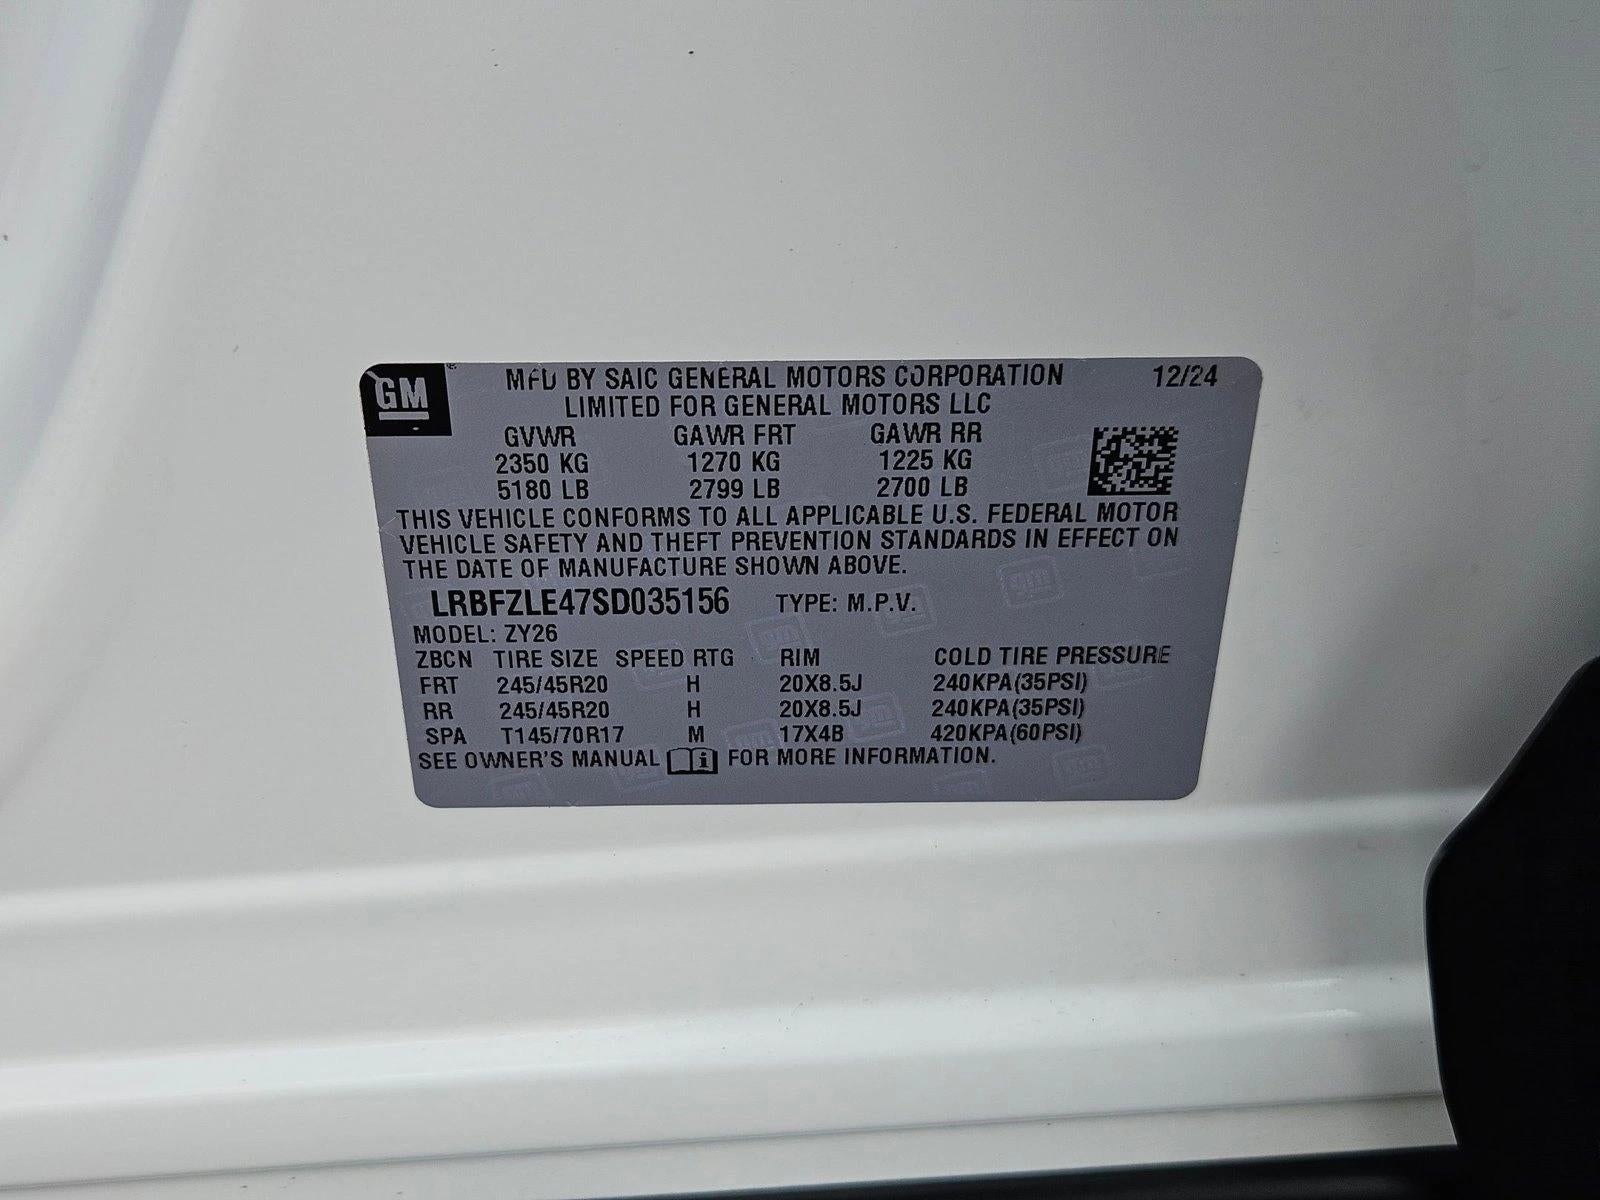 GM
MFD BY SAIC GENERAL MOTORS CORPORATION 12/24
LIMITED FOR GENERAL MOTORS LLC
GVWR GAWR FRT GAWR RR
2350 KG 1270 KG 1225 KG
5180 LB 2799 LB 2700 LB
THIS VEHICLE CONFORMS TO ALL APPLICABLE U.S. FEDERAL MOTOR
VEHICLE SAFETY AND THEFT PREVENTION STANDARDS IN EFFECT ON
THE DATE OF MANUFACTURE SHOWN ABOVE.
LRBFZLE47SD035156 TYPE: M.P.V.
MODEL: ZY26
ZBCN TIRE SIZE SPEED RTG RIM COLD TIRE PRESSURE
FRT 245/45R20 H 20X8.5J 240KPA(35PSI)
RR 245/45R20 H 20X8.5J 240KPA(35PSI)
SPA T145/70R17 M 17X4B 420KPA(60PSI)
SEE OWNER'S MANUAL FOR MORE INFORMATION.